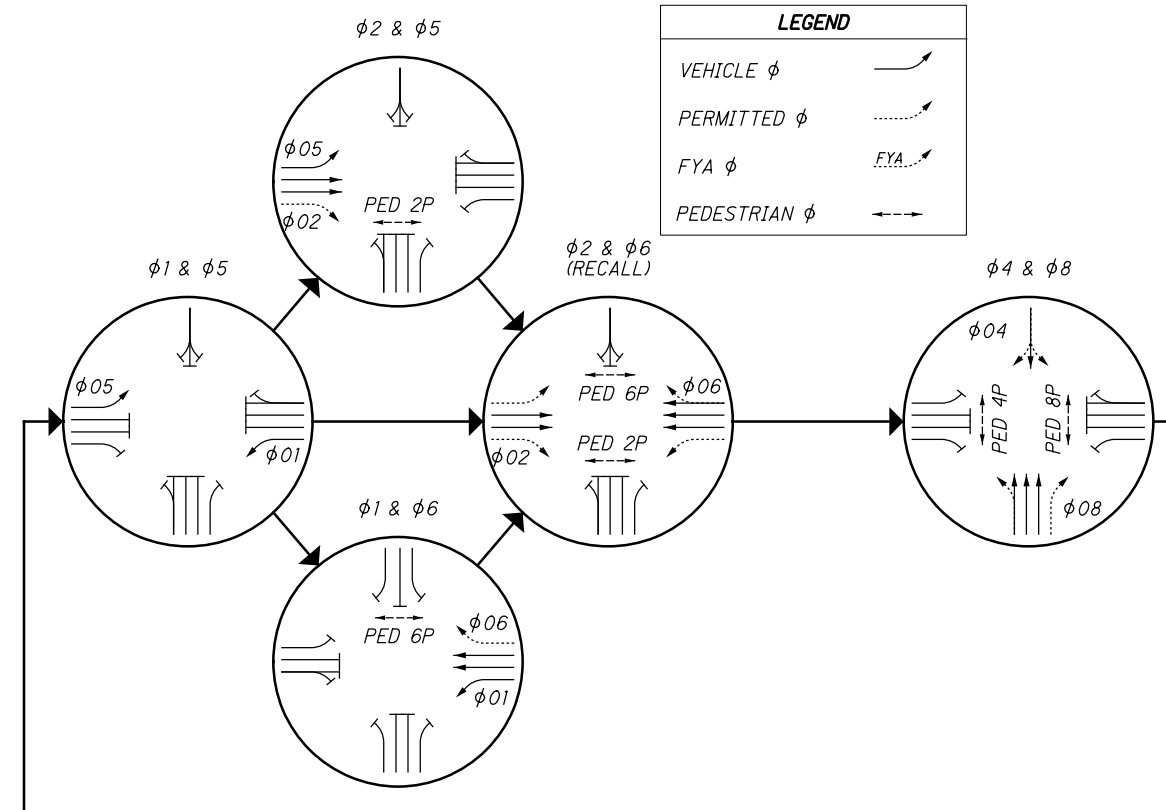 LEGEND
VEHICLE ϕ
PERMITTED ϕ
FYA ϕ
FYA
PEDESTRIAN ϕ
ϕ2 & ϕ5
ϕ05
ϕ02
PED 2P
ϕ1 & ϕ5
ϕ05
ϕ01
ϕ2 & ϕ6
(RECALL)
PED 6P
ϕ06
PED 2P
ϕ02
ϕ1 & ϕ6
PED 6P
ϕ06
ϕ01
ϕ4 & ϕ8
ϕ04
PED 4P
PED 8P
ϕ08